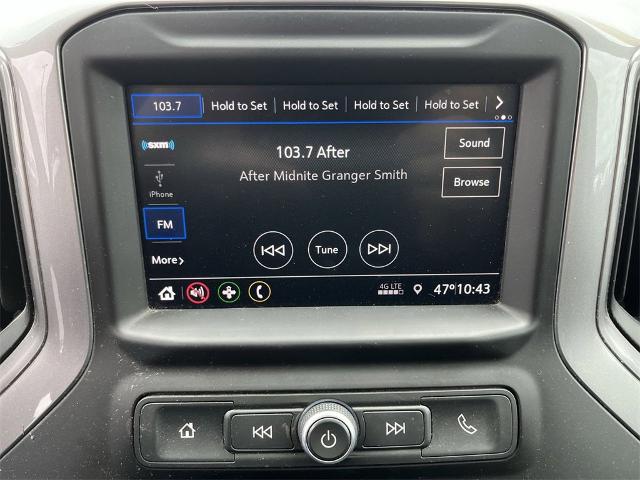 103.7 Hold to Set Hold to Set Hold to Set Hold to Set
sxm
103.7 After
Sound
After Midnite Granger Smith
iPhone
Browse
FM
Tune
More
4G LTE
47° 10:43